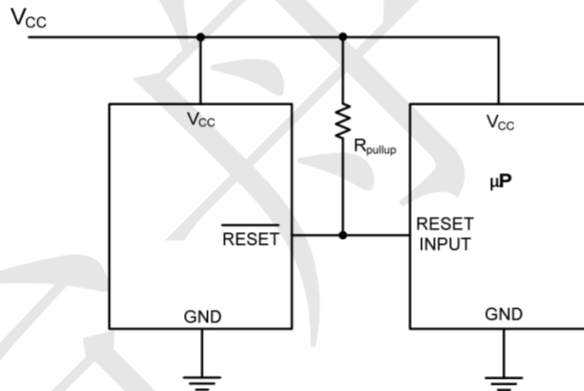 VCC
VCC
Rpullup
VCC
μP
RESET
RESET
INPUT
GND
GND